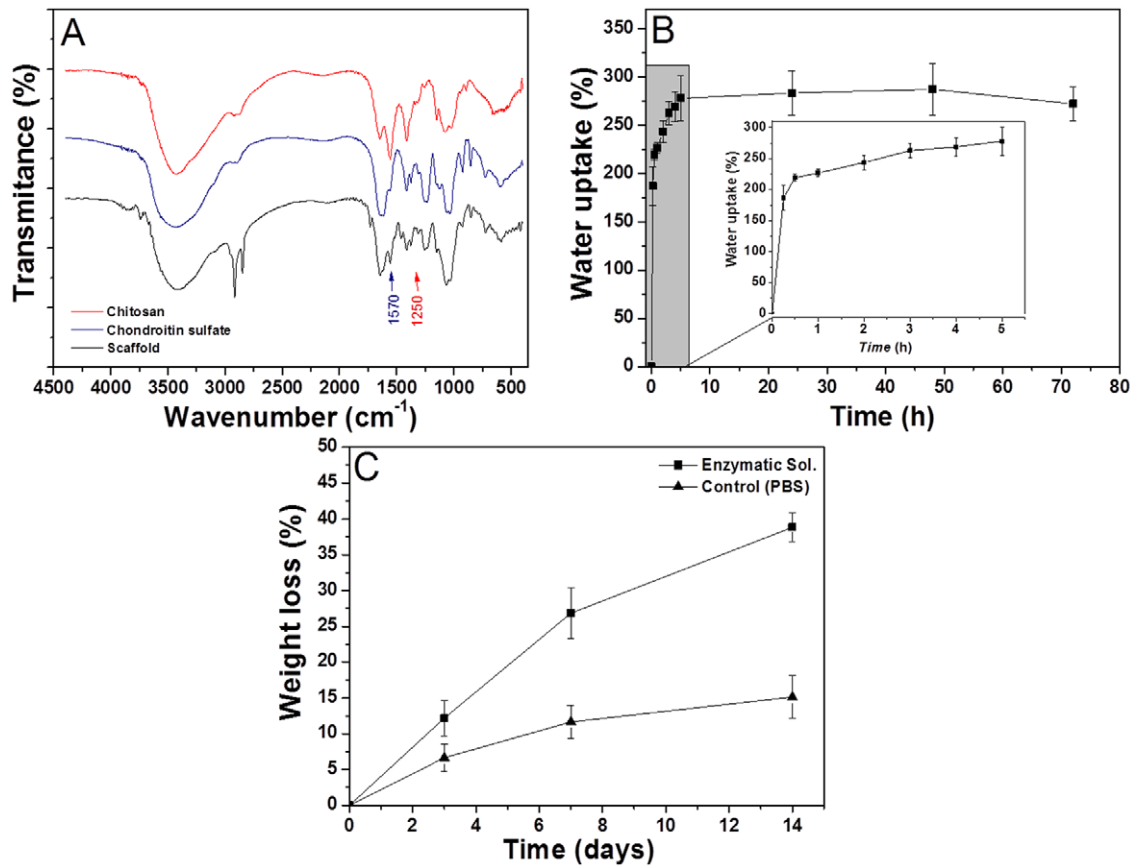 A
Transmitance (%)
Chitosan
Chondroitin sulfate
Scaffold
1570
1250
4500 4000 3500 3000 2500 2000 1500 1000 500
Wavenumber (cm⁻¹)
B
Water uptake (%)
350
300
250
200
150
100
50
0
0 10 20 30 40 50 60 70 80
Time (h)
Water uptake (%)
300
250
200
150
100
50
0
0 1 2 3 4 5
Time (h)
C
Weight loss (%)
50
45
40
35
30
25
20
15
10
5
0
0 2 4 6 8 10 12 14
Time (days)
Enzymatic Sol.
Control (PBS)